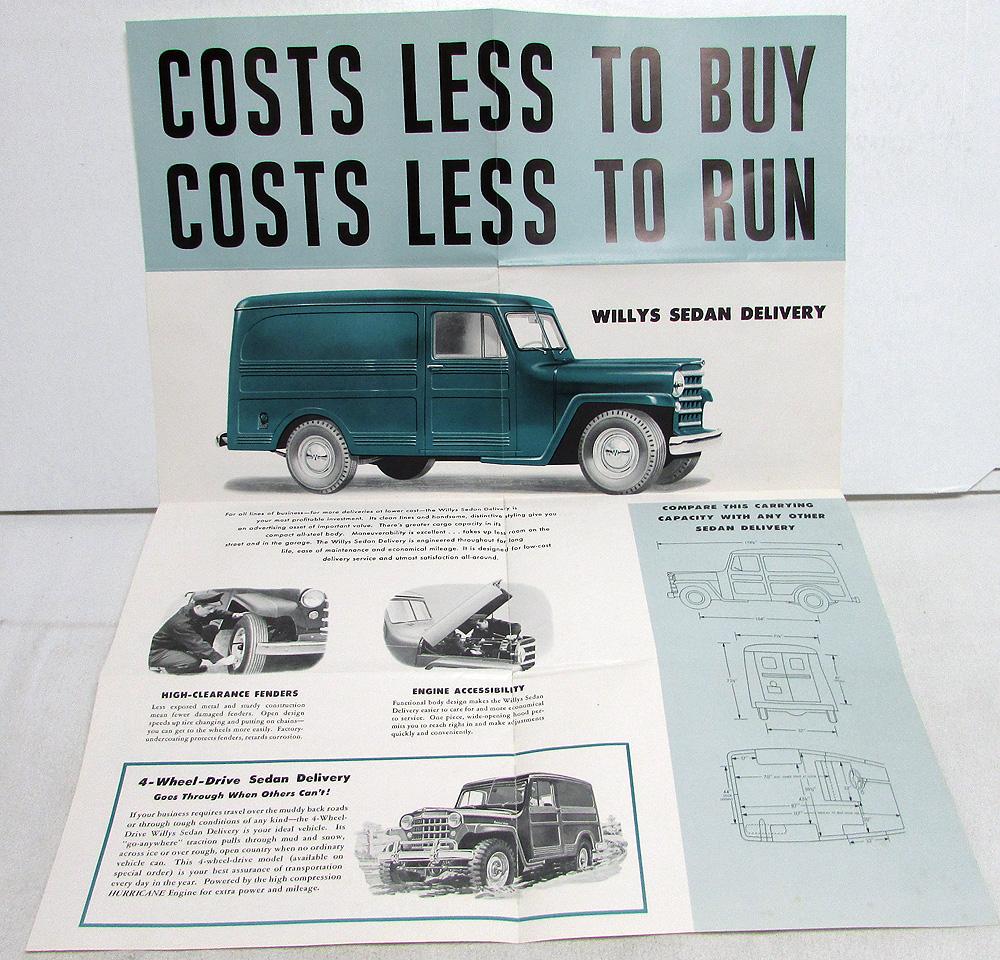 COSTS LESS TO BUY
COSTS LESS TO RUN
WILLYS SEDAN DELIVERY
For all lines of business—for more deliveries at lower cost—the Willys Sedan Delivery is
your most profitable investment. Its clean lines and handsome, distinctive styling give you
an advertising asset of important value. There's greater cargo capacity in its
compact all-steel body. Maneuverability is excellent . . . takes up less room on the
street and in the garage. The Willys Sedan Delivery is engineered throughout for long
life, ease of maintenance and economical mileage. It is designed for low-cost
delivery service and utmost satisfaction all-around.
HIGH-CLEARANCE FENDERS
Less exposed metal and sturdy construction
mean fewer damaged fenders. Open design
speeds up tire changing and putting on chains—
you can get to the wheels more easily. Factory-
undercoating protects fenders, retards corrosion.
ENGINE ACCESSIBILITY
Functional body design makes the Willys Sedan
Delivery easier to care for and more economical
to service. One piece, wide-opening hood per-
mits you to reach right in and make adjustments
quickly and conveniently.
4-Wheel-Drive Sedan Delivery
Goes Through When Others Can't!
If your business requires travel over the muddy back roads
or through tough conditions of any kind—the 4-Wheel-
Drive Willys Sedan Delivery is your ideal vehicle. Its
"go-anywhere" traction pulls through mud and snow,
across ice or over rough, open country when no ordinary
vehicle can. This 4-wheel-drive model (available on
special order) is your best assurance of transportation
every day in the year. Powered by the high compression
HURRICANE Engine for extra power and mileage.
COMPARE THIS CARRYING
CAPACITY WITH ANY OTHER
SEDAN DELIVERY